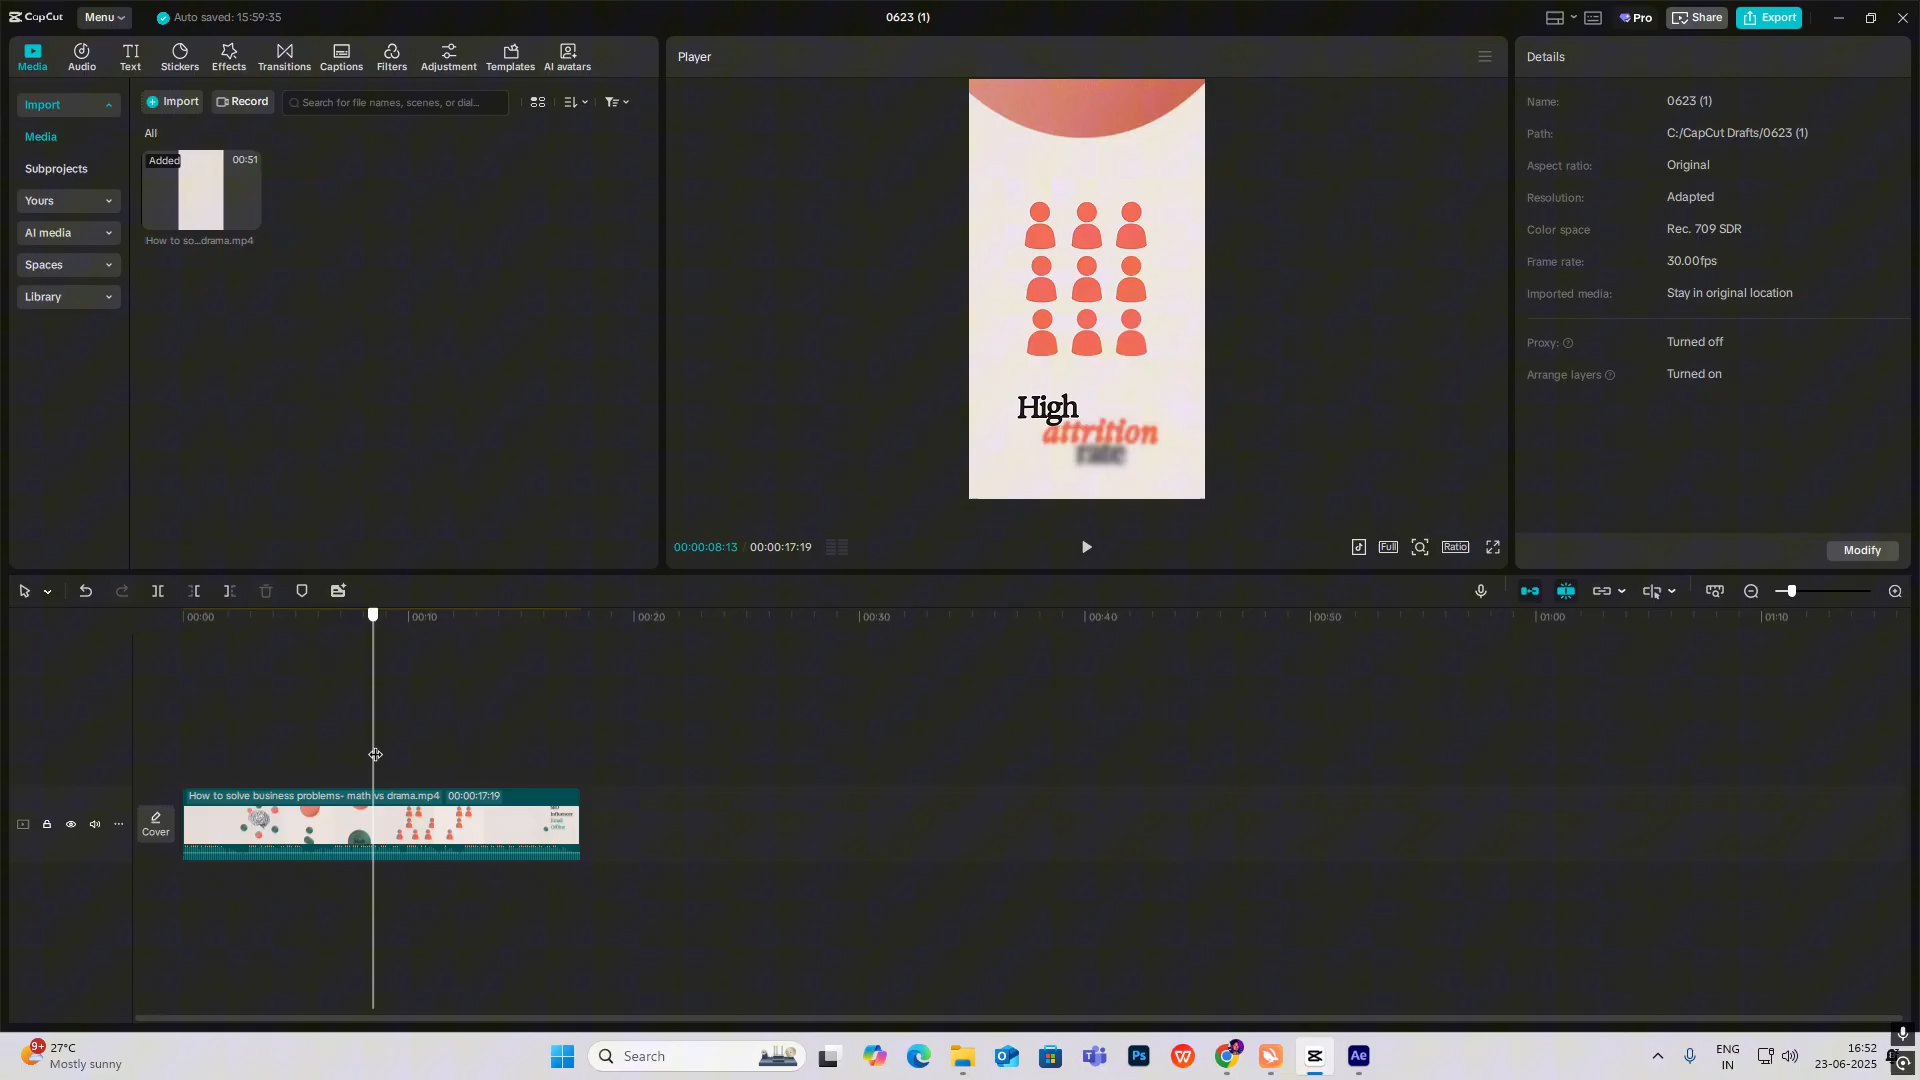 CapCut
Menu
Auto saved: 15:59:35
0623 (1)
Pro
Share
Export
Media
Audio
Text
Stickers
Effects
Transitions
Captions
Filters
Adjustment
Templates
AI avatars
Import
Media
Subprojects
Yours
AI media
Spaces
Library
Import
Record
Search for file names, scenes, or dial...
All
Added
00:51
How to so...drama.mp4
Player
High
attrition
rate
00:00:08:13 / 00:00:17:19
Full
Ratio
Details
Name: 0623 (1)
Path: C:/CapCut Drafts/0623 (1)
Aspect ratio: Original
Resolution: Adapted
Color space Rec. 709 SDR
Frame rate: 30.00fps
Imported media: Stay in original location
Proxy: Turned off
Arrange layers Turned on
Modify
00:00
00:10
00:20
00:30
00:40
00:50
01:00
01:10
Cover
How to solve business problems- math vs drama.mp4 00:00:17:19
9+
27°C
Mostly sunny
Search
Ps
Ae
ENG
IN
16:52
23-06-2025